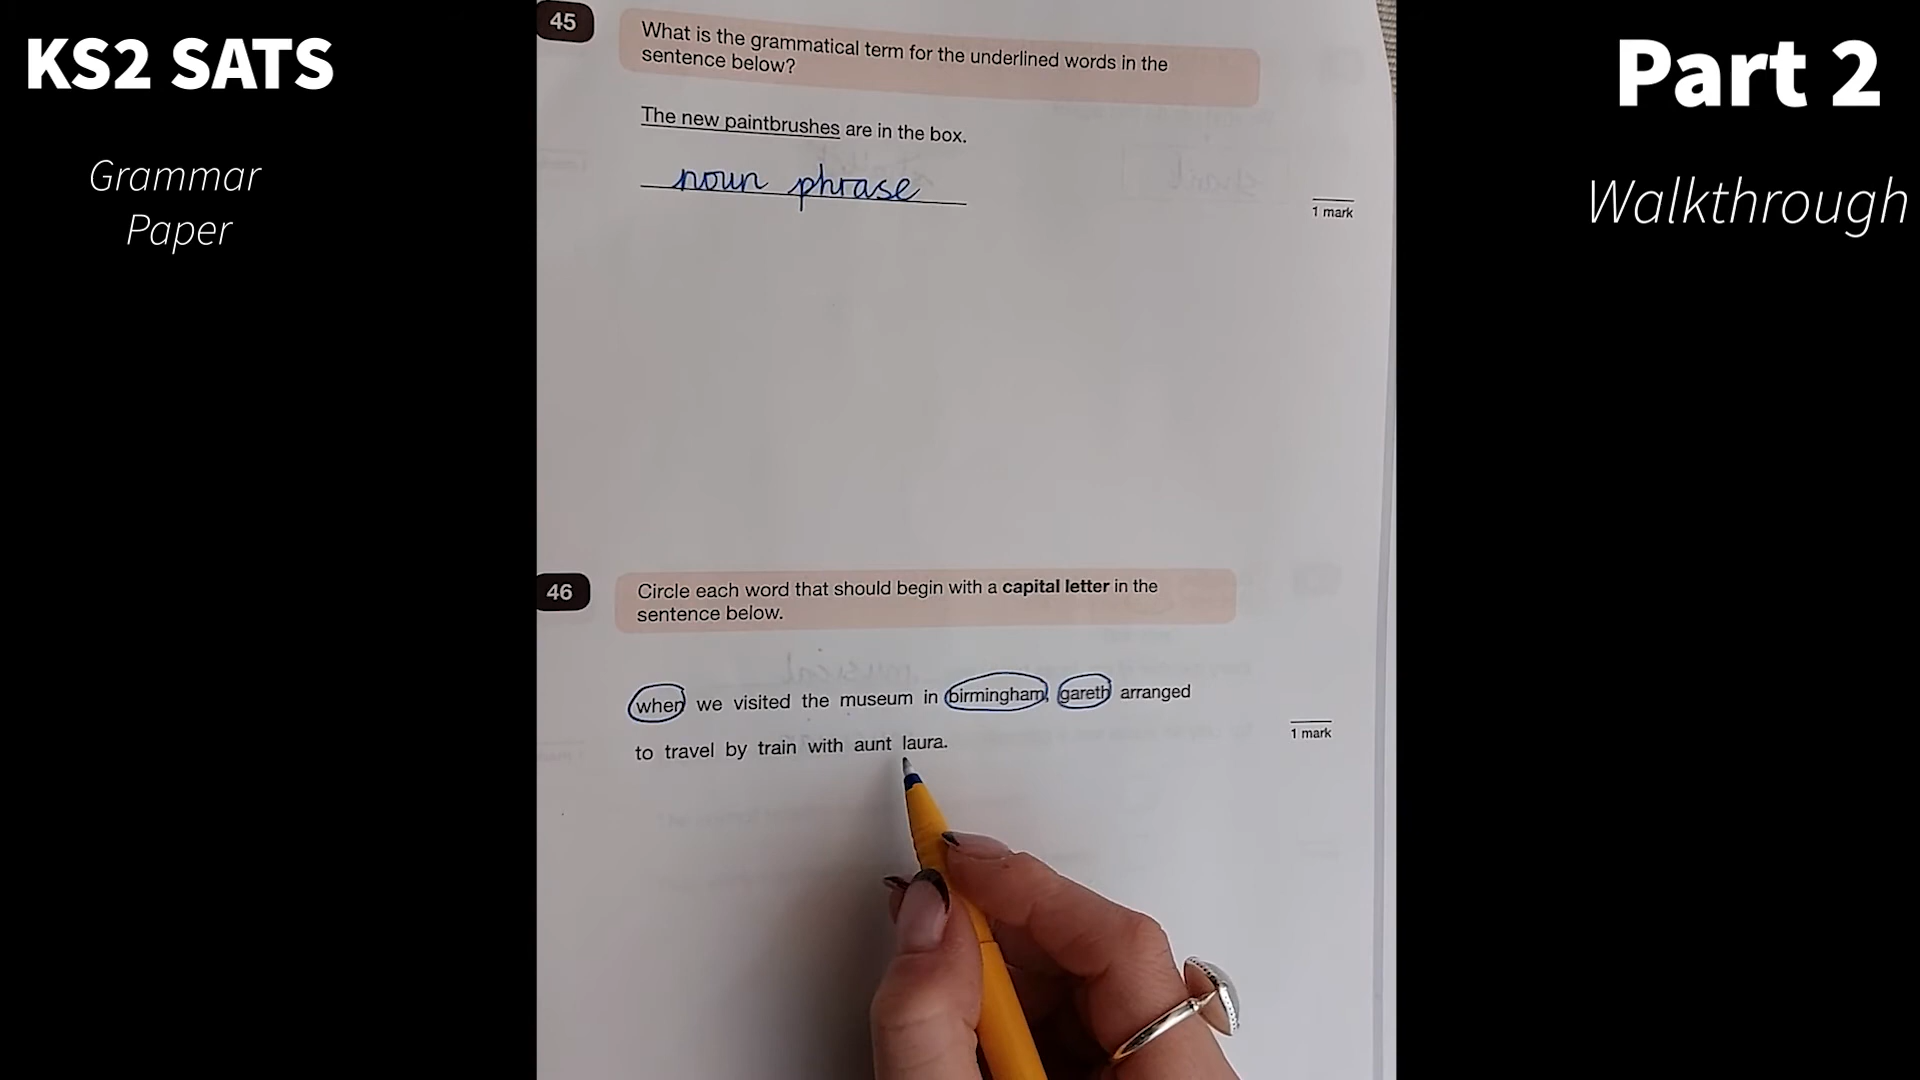 KS2 SATS
Grammar
Paper
Part 2
Walkthrough
45
What is the grammatical term for the underlined words in the
sentence below?
The new paintbrushes are in the box.
noun phrase
1 mark
46
Circle each word that should begin with a capital letter in the
sentence below.
when we visited the museum in birmingham, gareth arranged
to travel by train with aunt laura.
1 mark